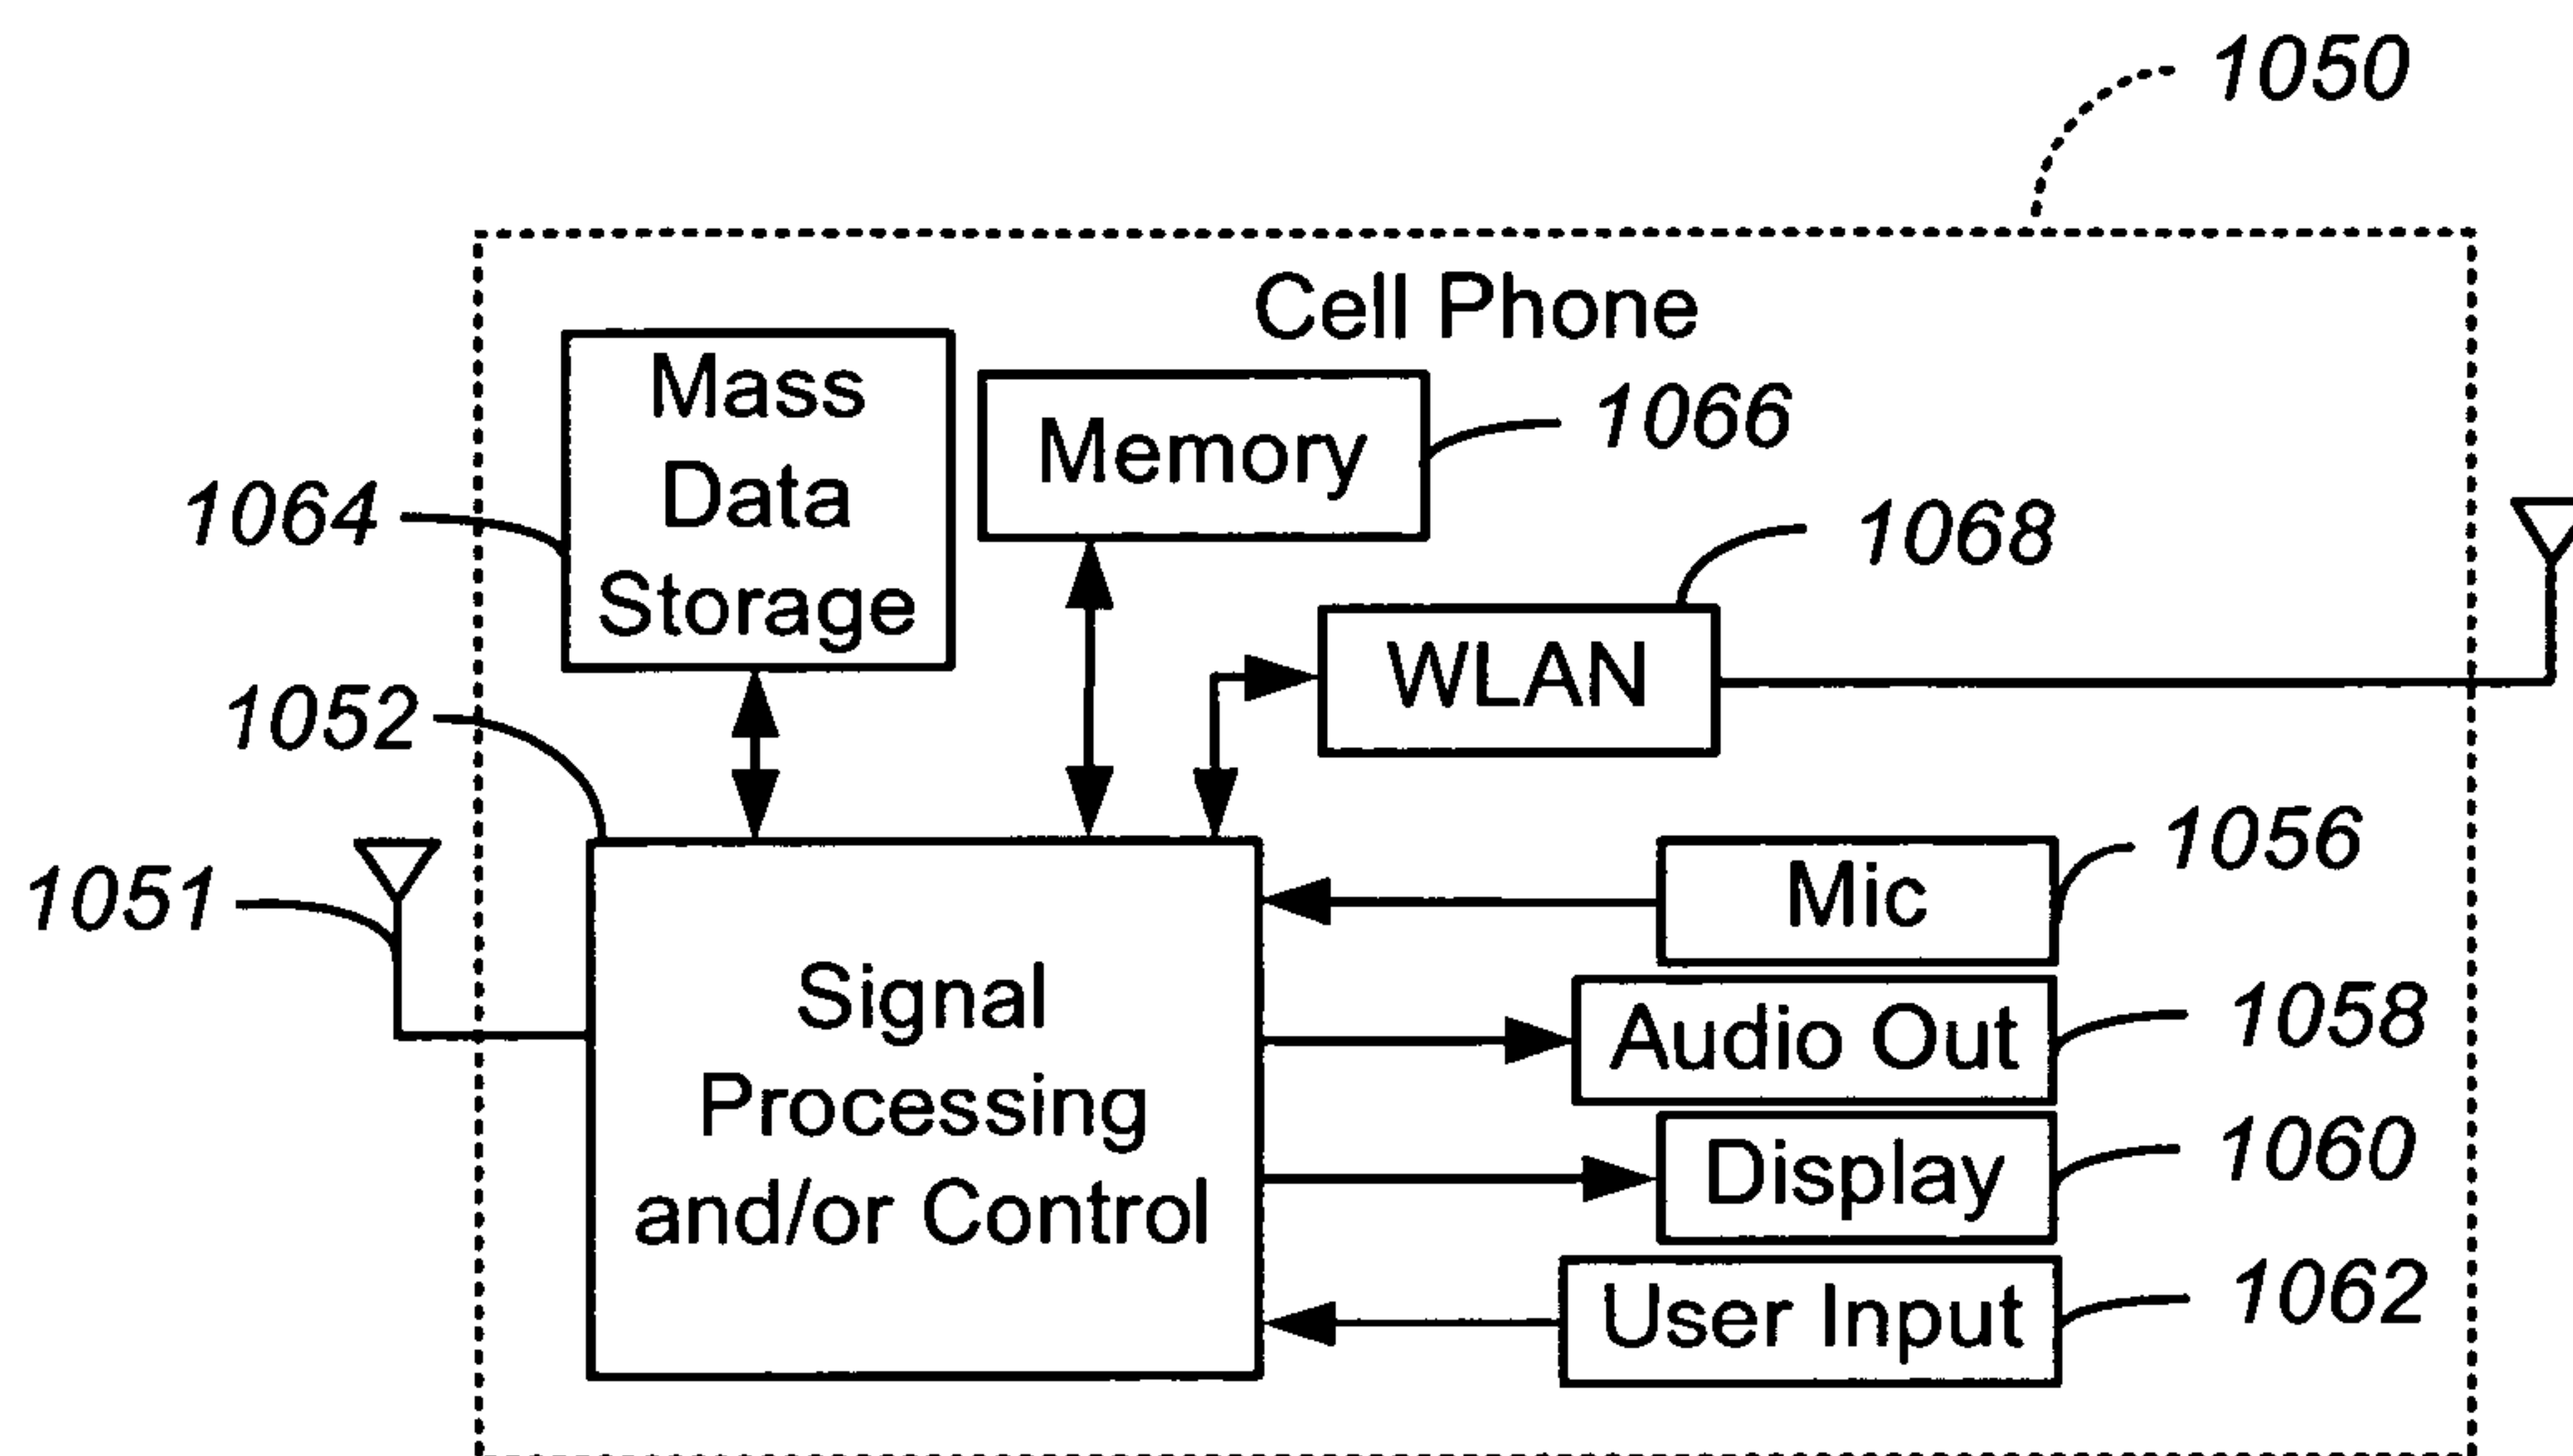 1050
Cell Phone
Mass
Data
Storage
Memory
1066
1064
1068
WLAN
1052
1051
Mic
1056
Signal
Processing
and/or Control
Audio Out
1058
Display
1060
User Input
1062